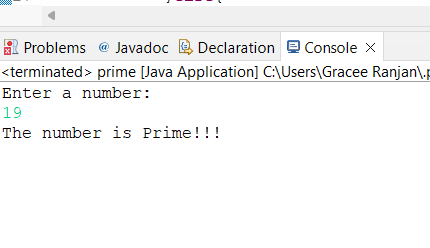 Problems @ Javadoc Declaration Console
<terminated> prime [Java Application] C:\Users\Gracee Ranjan\.p
Enter a number:
19
The number is Prime!!!